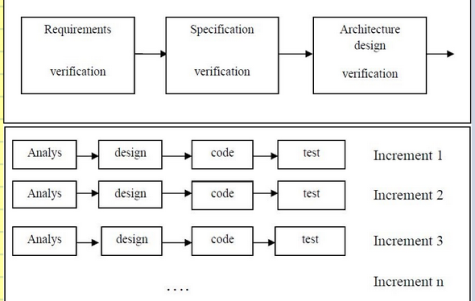 Requirements
verification
Specification
verification
Architecture
design
verification
Analys design code test Increment 1
Analys design code test Increment 2
Analys design code test Increment 3
.... Increment n